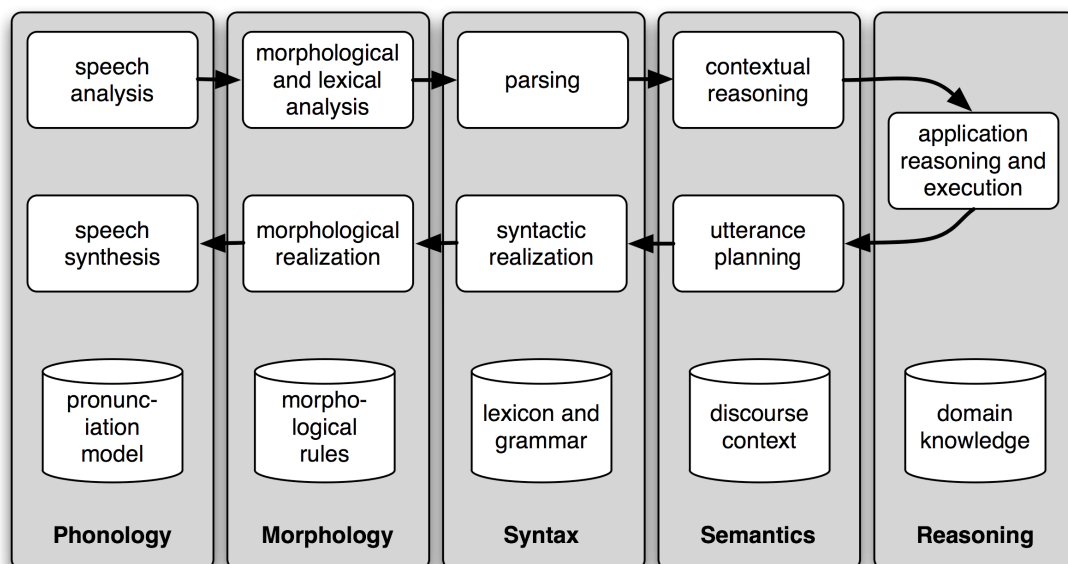 speech
analysis
morphological
and lexical
analysis
parsing
contextual
reasoning
application
reasoning and
execution
speech
synthesis
morphological
realization
syntactic
realization
utterance
planning
pronunc-
iation
model
morpho-
logical
rules
lexicon and
grammar
discourse
context
domain
knowledge
Phonology
Morphology
Syntax
Semantics
Reasoning